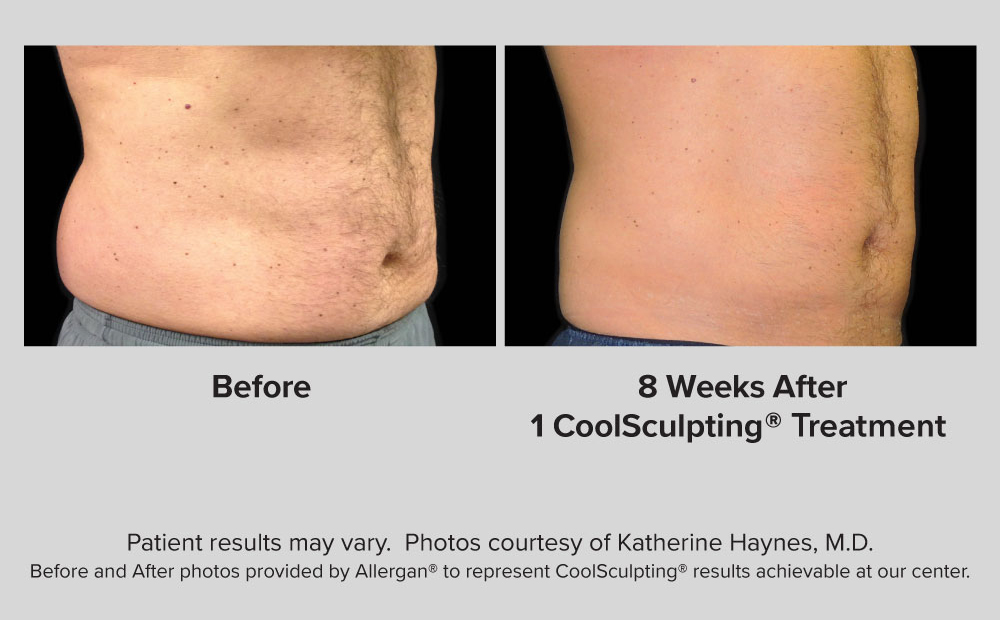 Before
8 Weeks After
1 CoolSculpting® Treatment
Patient results may vary.  Photos courtesy of Katherine Haynes, M.D.
Before and After photos provided by Allergan® to represent CoolSculpting® results achievable at our center.